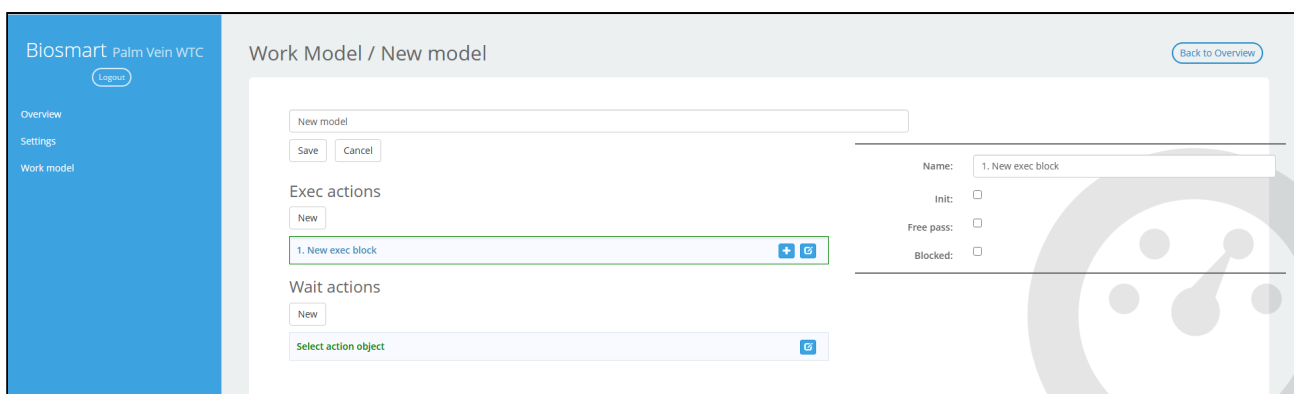 Biosmart Palm Vein WTC
Logout
Overview
Settings
Work model
Work Model / New model
Back to Overview
New model
Save Cancel
Exec actions
New
1. New exec block
Wait actions
New
Select action object
Name: 1. New exec block
Init:
Free pass:
Blocked: